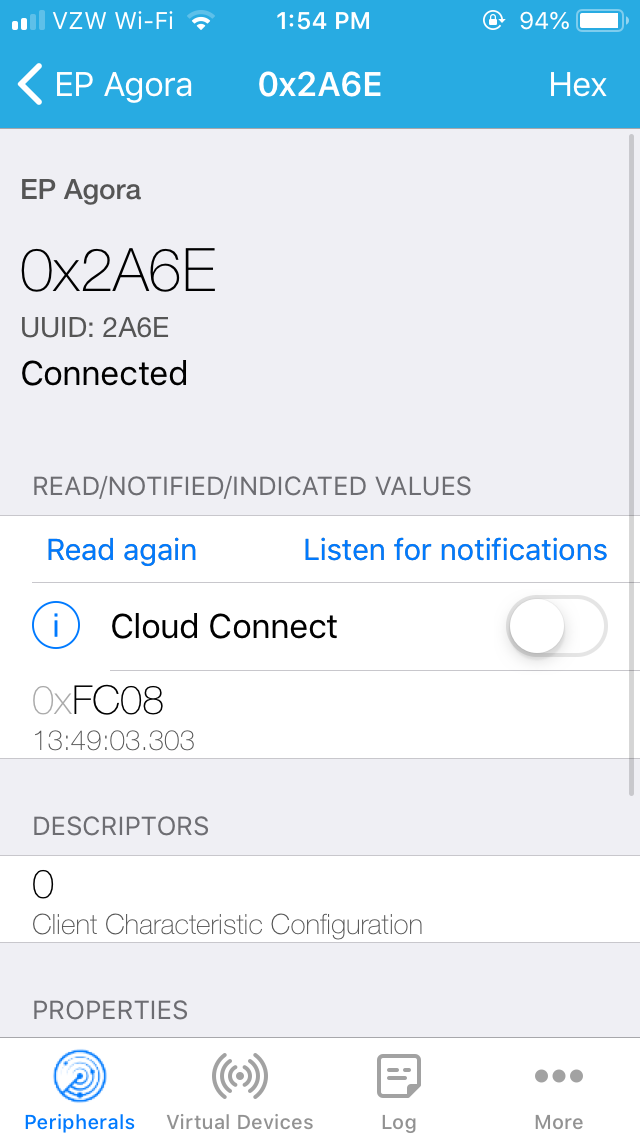 VZW Wi-Fi 1:54 PM 94%
EP Agora 0x2A6E Hex
EP Agora
0x2A6E
UUID: 2A6E
Connected
READ/NOTIFIED/INDICATED VALUES
Read again Listen for notifications
i Cloud Connect
0xFC08
13:49:03.303
DESCRIPTORS
0
Client Characteristic Configuration
PROPERTIES
Peripherals Virtual Devices Log More